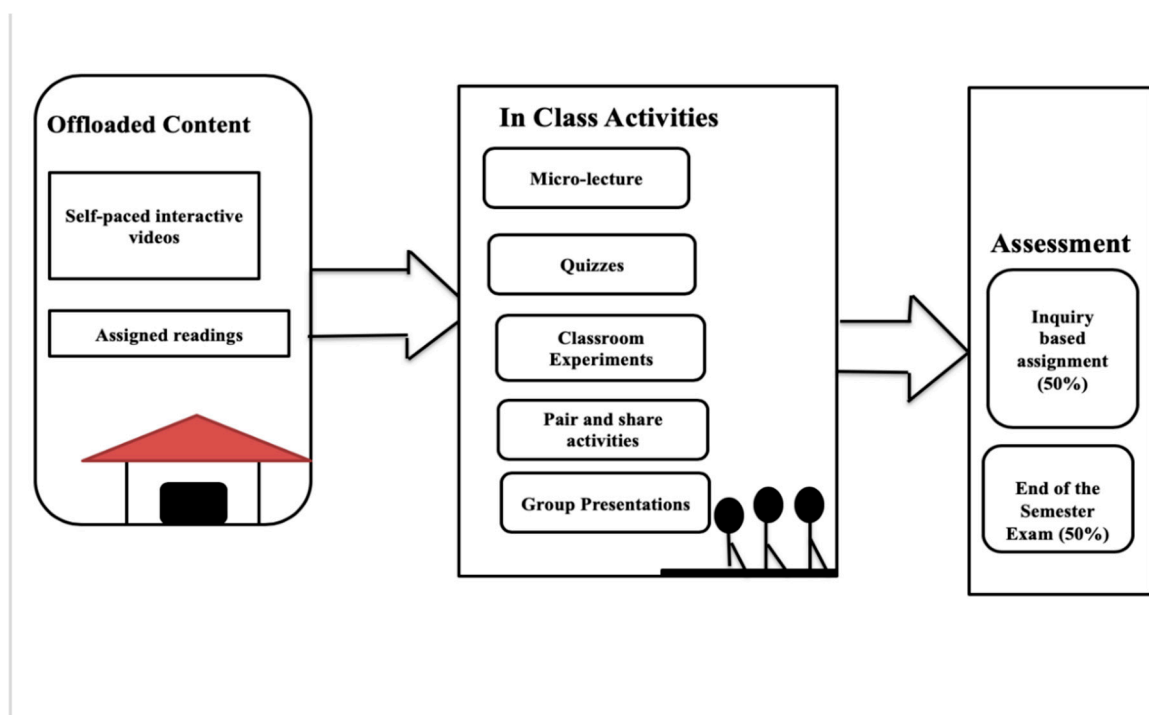 Offloaded Content
Self-paced interactive
videos
Assigned readings
In Class Activities
Micro-lecture
Quizzes
Classroom
Experiments
Pair and share
activities
Group Presentations
Assessment
Inquiry
based
assignment
(50%)
End of the
Semester
Exam (50%)